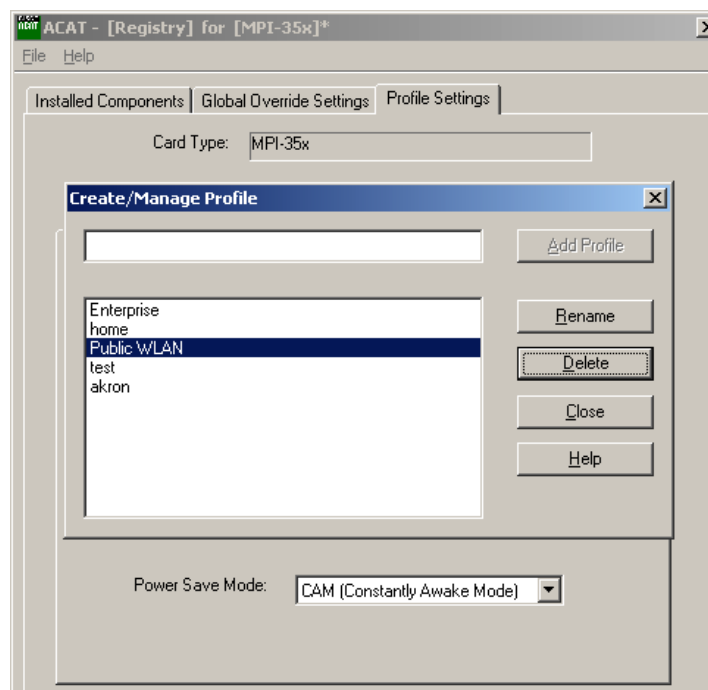 ACAT - [Registry] for [MPI-35x]*
File Help
Installed Components Global Override Settings Profile Settings
Card Type: MPI-35x
Create/Manage Profile
Add Profile
Enterprise
home
Public WLAN
test
akron
Rename
Delete
Close
Help
Power Save Mode: CAM (Constantly Awake Mode)